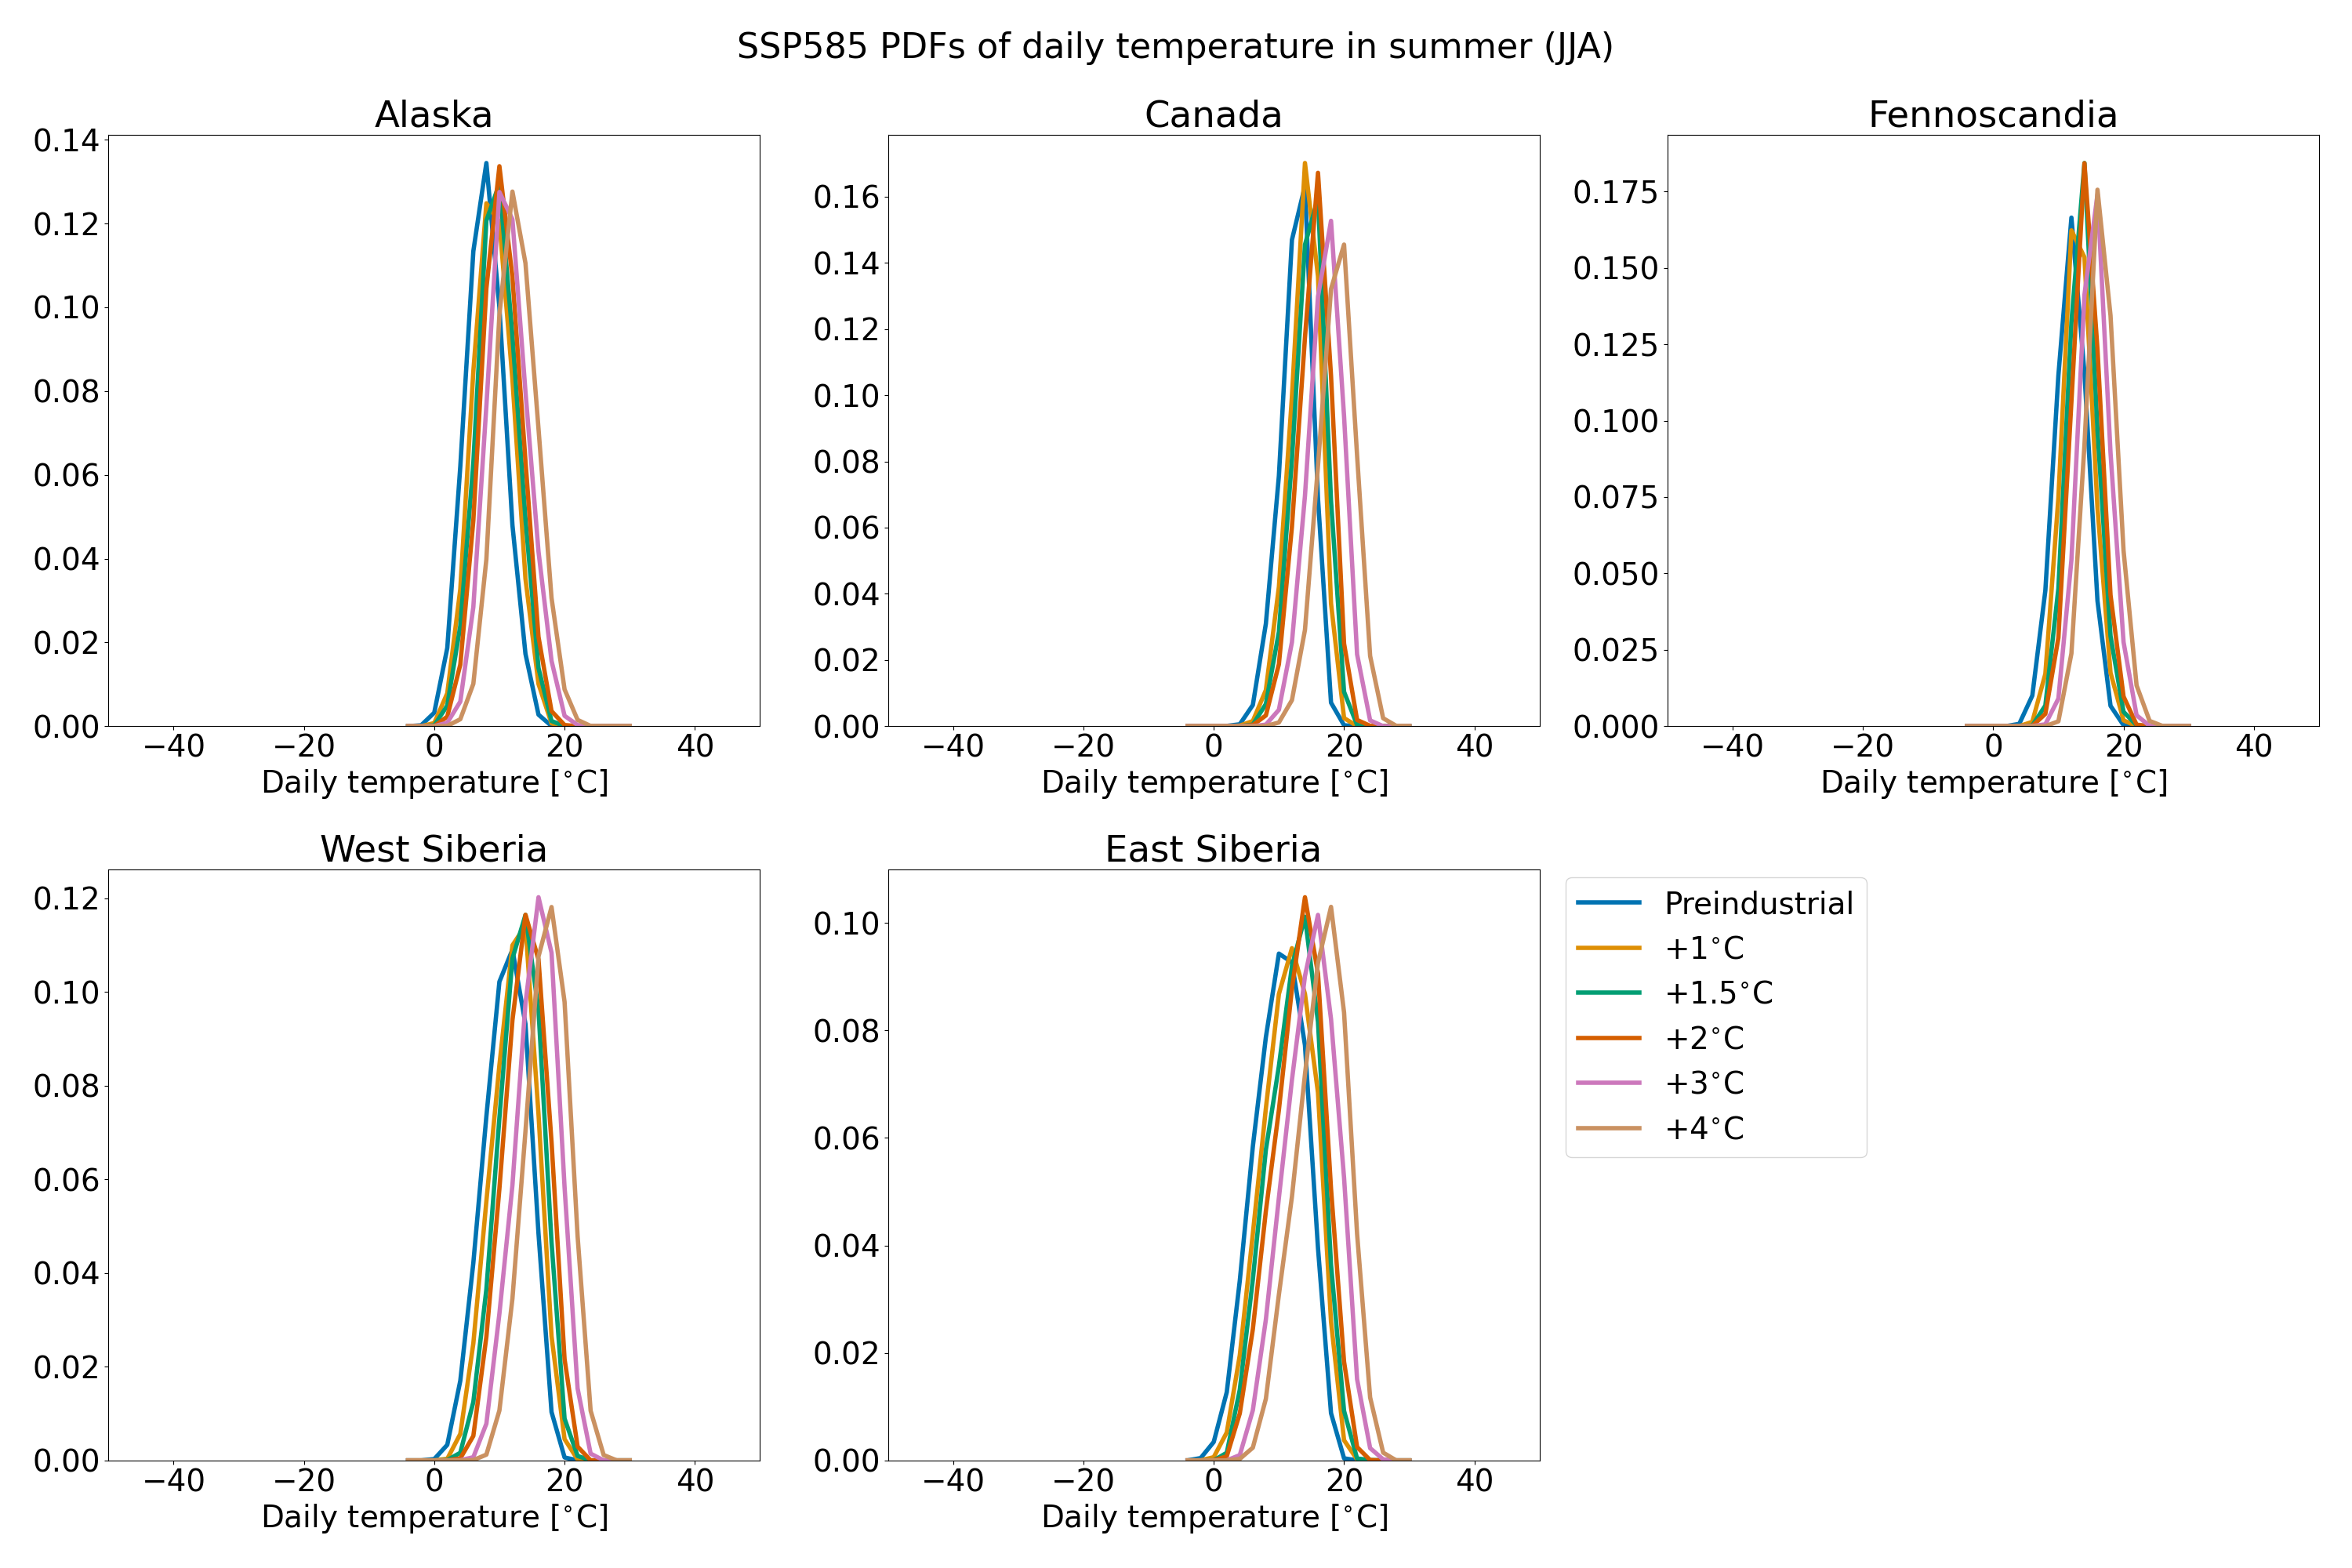 SSP585 PDFs of daily temperature in summer (JJA)
Alaska
0.14
0.12
0.10
0.08
0.06
0.04
0.02
0.00
−40 −20 0 20 40
Daily temperature [°C]
Canada
0.16
0.14
0.12
0.10
0.08
0.06
0.04
0.02
0.00
−40 −20 0 20 40
Daily temperature [°C]
Fennoscandia
0.175
0.150
0.125
0.100
0.075
0.050
0.025
0.000
−40 −20 0 20 40
Daily temperature [°C]
West Siberia
0.12
0.10
0.08
0.06
0.04
0.02
0.00
−40 −20 0 20 40
Daily temperature [°C]
East Siberia
0.10
0.08
0.06
0.04
0.02
0.00
−40 −20 0 20 40
Daily temperature [°C]
Preindustrial
+1°C
+1.5°C
+2°C
+3°C
+4°C